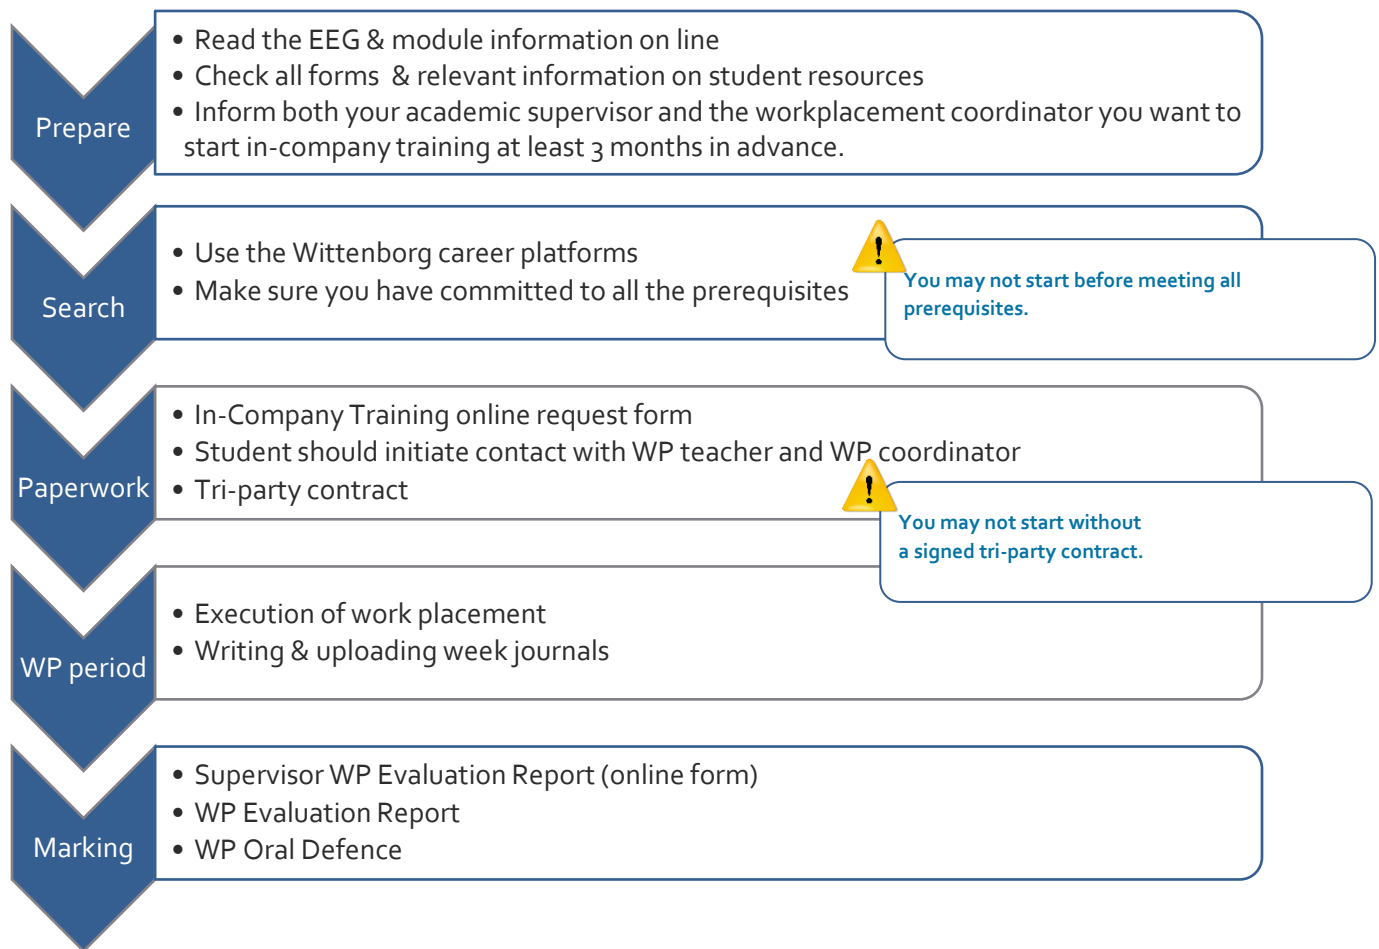 Prepare
• Read the EEG & module information on line
• Check all forms & relevant information on student resources
• Inform both your academic supervisor and the workplacement coordinator you want to
start in-company training at least 3 months in advance.
Search
• Use the Wittenborg career platforms
• Make sure you have committed to all the prerequisites
You may not start before meeting all
prerequisites.
Paperwork
• In-Company Training online request form
• Student should initiate contact with WP teacher and WP coordinator
• Tri-party contract
You may not start without
a signed tri-party contract.
WP period
• Execution of work placement
• Writing & uploading week journals
Marking
• Supervisor WP Evaluation Report (online form)
• WP Evaluation Report
• WP Oral Defence